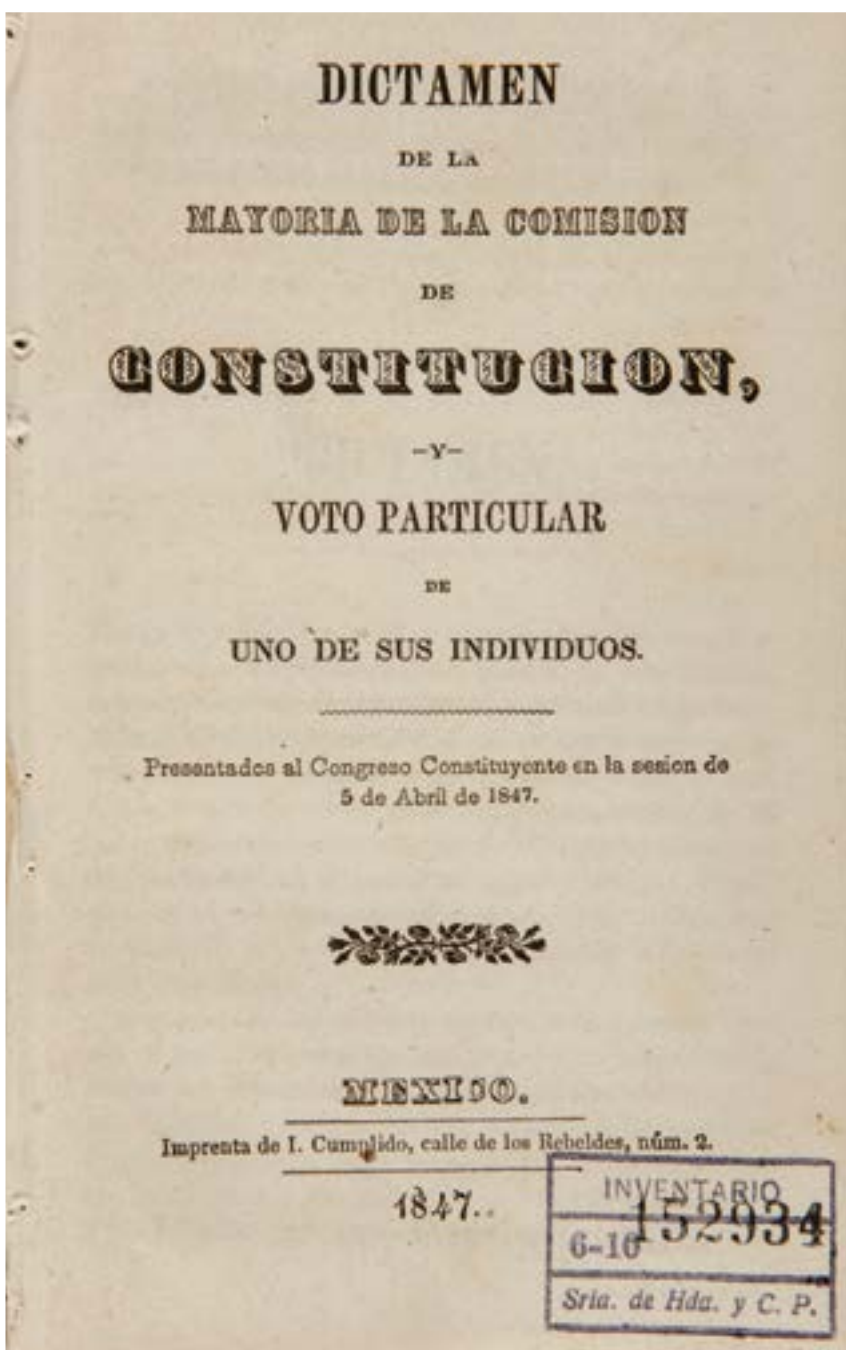 DICTAMEN
DE LA
MAYORIA DE LA COMISION
DE
CONSTITUCION,
—Y—
VOTO PARTICULAR
DE
UNO DE SUS INDIVIDUOS.
Presentados al Congreso Constituyente en la sesion de
5 de Abril de 1847.
MEXICO.
Imprenta de I. Cumplido, calle de los Rebeldes, núm. 2.
1847.
INVENTARIO
152934
6-10
Sria. de Hda. y C. P.